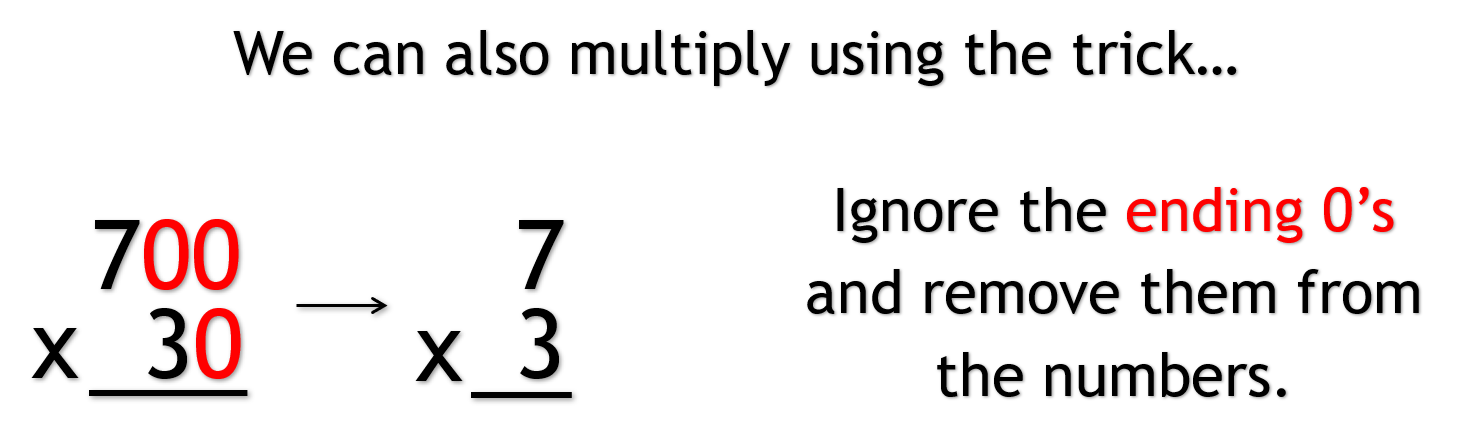 We can also multiply using the trick…
700
x 30
7
x 3
Ignore the ending 0’s
and remove them from
the numbers.